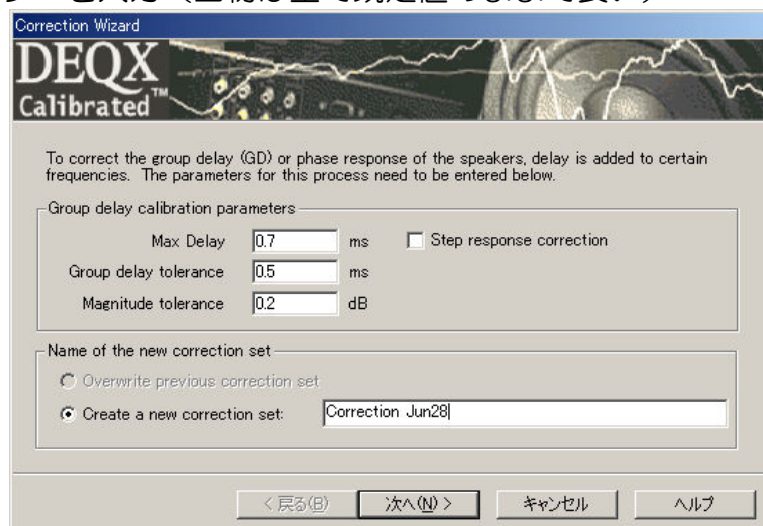 Correction Wizard
DEQX
Calibrated™
To correct the group delay (GD) or phase response of the speakers, delay is added to certain
frequencies. The parameters for this process need to be entered below.
Group delay calibration parameters
Max Delay 0.7 ms Step response correction
Group delay tolerance 0.5 ms
Magnitude tolerance 0.2 dB
Name of the new correction set
Overwrite previous correction set
Create a new correction set: Correction Jun28
< 戻る(B) 次へ(N) > キャンセル ヘルプ